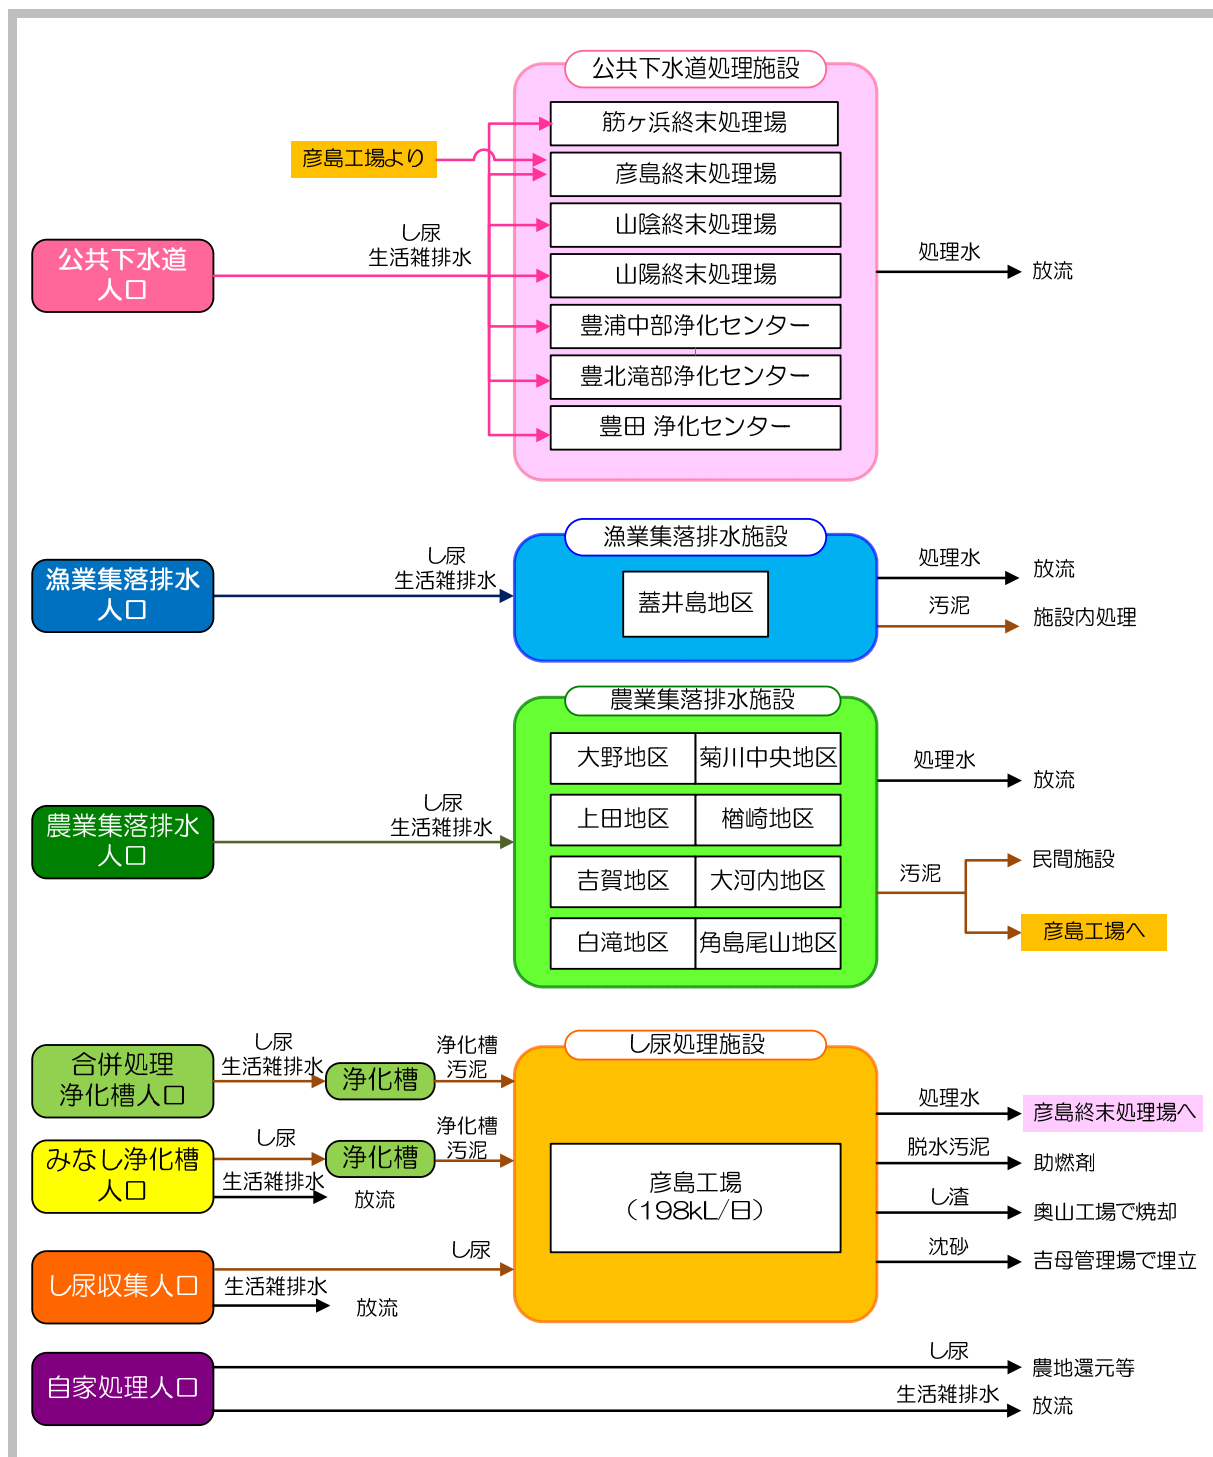 公共下水道処理施設
筋ヶ浜終末処理場
彦島工場より
彦島終末処理場
山陰終末処理場
し尿
生活雑排水
公共下水道
人口
山陽終末処理場
処理水
放流
豊浦中部浄化センター
豊北滝部浄化センター
豊田 浄化センター
漁業集落排水施設
漁業集落排水
人口
し尿
生活雑排水
蓋井島地区
処理水
放流
汚泥
施設内処理
農業集落排水施設
大野地区
菊川中央地区
上田地区
楢崎地区
吉賀地区
大河内地区
白滝地区
角島尾山地区
農業集落排水
人口
し尿
生活雑排水
処理水
放流
汚泥
民間施設
彦島工場へ
し尿処理施設
合併処理
浄化槽人口
し尿
生活雑排水
浄化槽
浄化槽
汚泥
みなし浄化槽
人口
し尿
生活雑排水
放流
浄化槽
浄化槽
汚泥
彦島工場
（198kL/日）
処理水
彦島終末処理場へ
脱水汚泥
助燃剤
し渣
奥山工場で焼却
沈砂
吉母管理場で埋立
し尿収集人口
し尿
生活雑排水
放流
自家処理人口
し尿
農地還元等
生活雑排水
放流